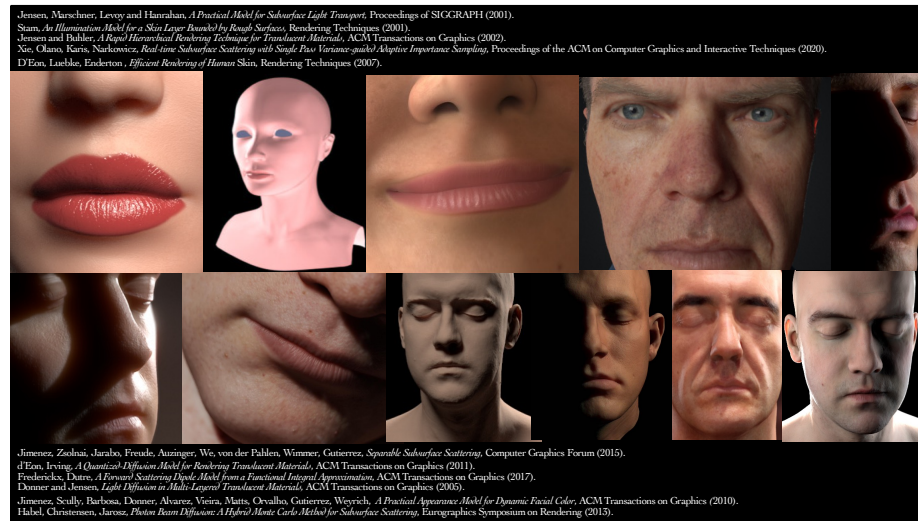 Jensen, Marschner, Levoy and Hanrahan, A Practical Model for Subsurface Light Transport, Proceedings of SIGGRAPH (2001).
Stam, An Illumination Model for a Skin Layer Bounded by Rough Surfaces, Rendering Techniques (2001).
Jensen and Buhler, A Rapid Hierarchical Rendering Technique for Translucent Materials, ACM Transactions on Graphics (2002).
Xie, Olano, Karis, Narkowicz, Real-time Subsurface Scattering with Single Pass Variance-guided Adaptive Importance Sampling, Proceedings of the ACM on Computer Graphics and Interactive Techniques (2020).
D'Eon, Luebke, Enderton , Efficient Rendering of Human Skin, Rendering Techniques (2007).
Jimenez, Zsolnai, Jarabo, Freude, Auzinger, We, von der Pahlen, Wimmer, Gutierrez, Separable Subsurface Scattering, Computer Graphics Forum (2015).
d'Eon, Irving, A Quantized-Diffusion Model for Rendering Translucent Materials, ACM Transactions on Graphics (2011).
Frederickx, Dutre, A Forward Scattering Dipole Model from a Functional Integral Approximation, ACM Transactions on Graphics (2017).
Donner and Jensen, Light Diffusion in Multi-Layered Translucent Materials, ACM Transactions on Graphics (2005).
Jimenez, Scully, Barbosa, Donner, Alvarez, Vieira, Matts, Orvalho, Gutierrez, Weyrich, A Practical Appearance Model for Dynamic Facial Color, ACM Transactions on Graphics (2010).
Habel, Christensen, Jarosz, Photon Beam Diffusion: A Hybrid Monte Carlo Method for Subsurface Scattering, Eurographics Symposium on Rendering (2013).